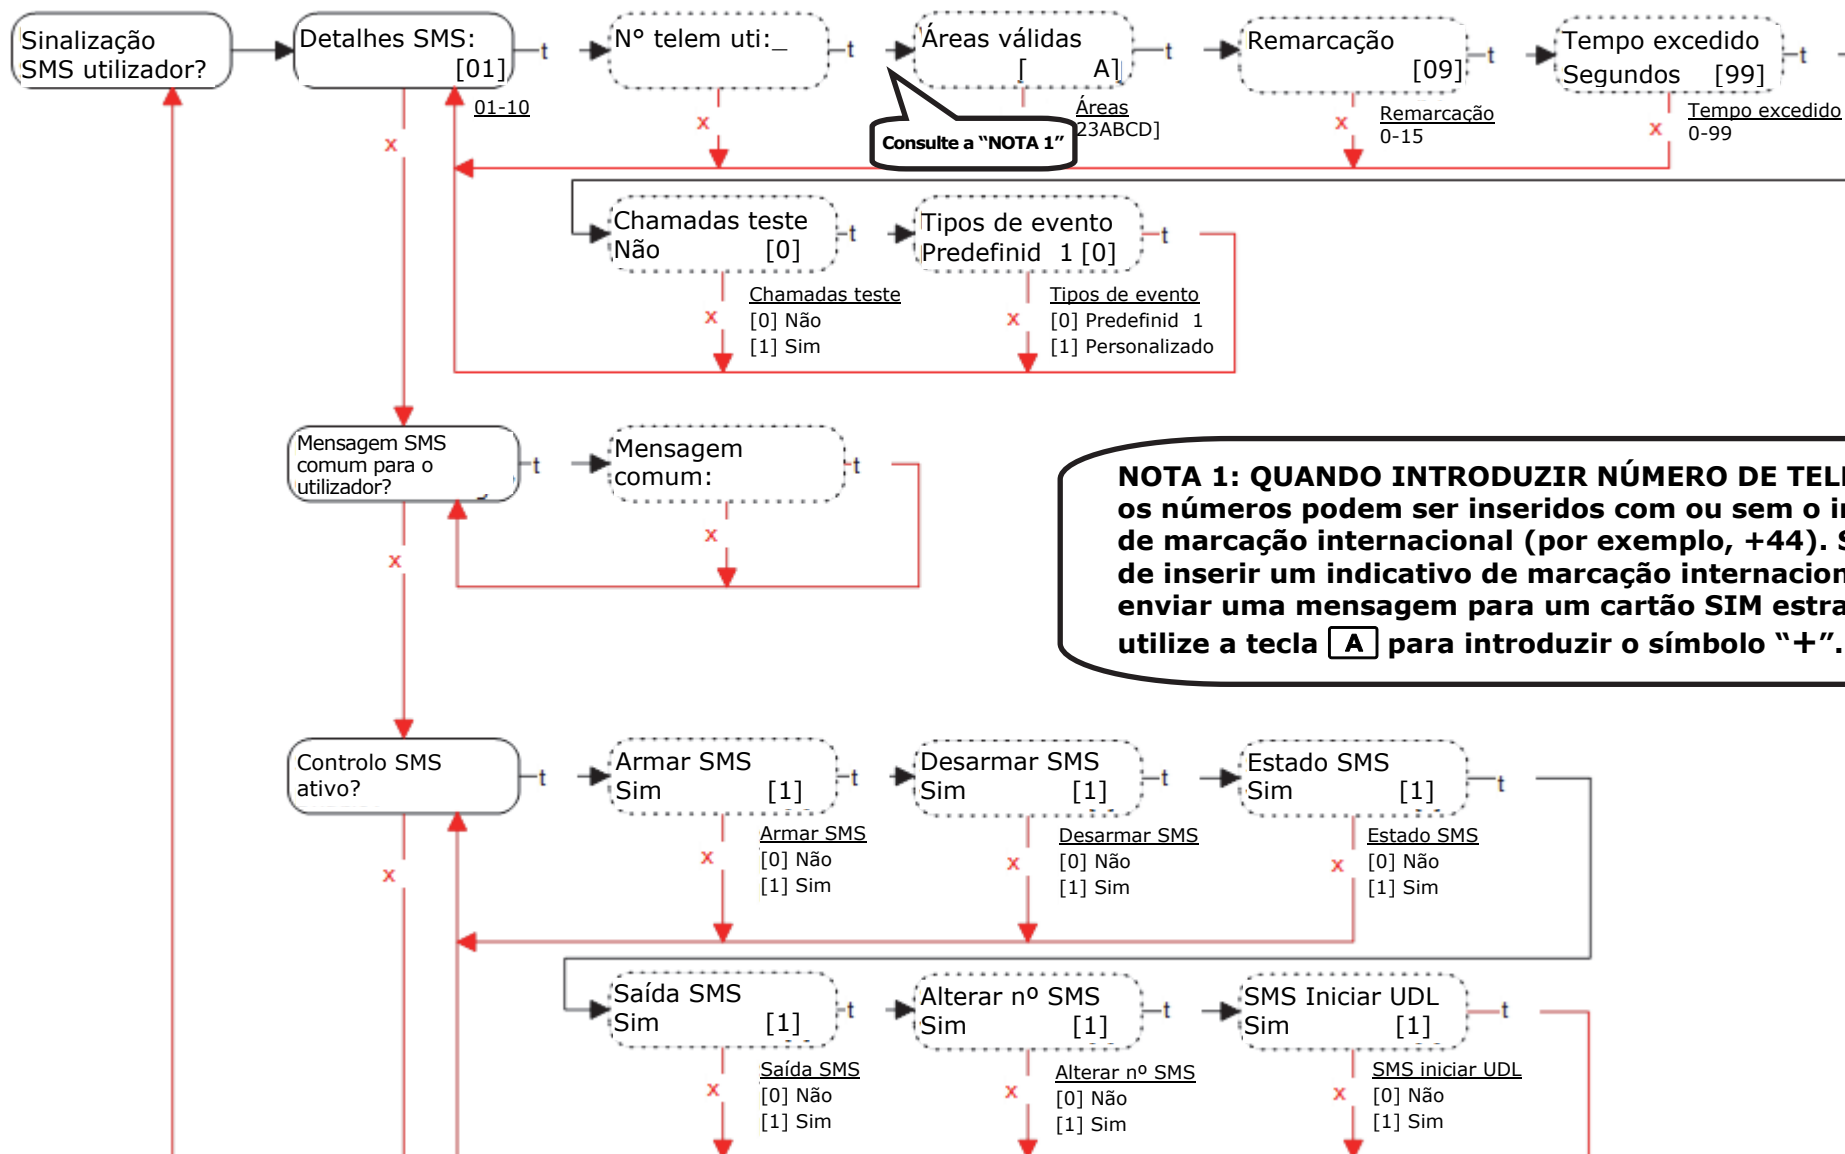 Sinalização
SMS utilizador?
Detalhes SMS:
[01]
t
01-10
x
Nº telem uti:_
t
x
Áreas válidas
[ A]
t
Áreas
23ABCD]
Consulte a “NOTA 1”
Remarcação
[09]
t
x
Remarcação
0-15
Tempo excedido
Segundos [99]
t
x
Tempo excedido
0-99
Chamadas teste
Não [0]
t
x
Chamadas teste
[0] Não
[1] Sim
Tipos de evento
Predefinid 1 [0]
t
x
Tipos de evento
[0] Predefinid 1
[1] Personalizado
Mensagem SMS
comum para o
utilizador?
t
x
Mensagem
comum:
t
x
NOTA 1: QUANDO INTRODUZIR NÚMERO DE
os números podem ser inseridos com ou sem o
de marcação internacional (por exemplo, +44).
de inserir um indicativo de marcação
enviar uma mensagem para um cartão SIM
utilize a tecla A para introduzir o símbolo “+”.
Controlo SMS
ativo?
t
x
Armar SMS
Sim [1]
t
x
Armar SMS
[0] Não
[1] Sim
Desarmar SMS
Sim [1]
t
x
Desarmar SMS
[0] Não
[1] Sim
Estado SMS
Sim [1]
t
x
Estado SMS
[0] Não
[1] Sim
Saída SMS
Sim [1]
t
x
Saída SMS
[0] Não
[1] Sim
Alterar nº SMS
Sim [1]
t
x
Alterar nº SMS
[0] Não
[1] Sim
SMS Iniciar UDL
Sim [1]
t
x
SMS iniciar UDL
[0] Não
[1] Sim